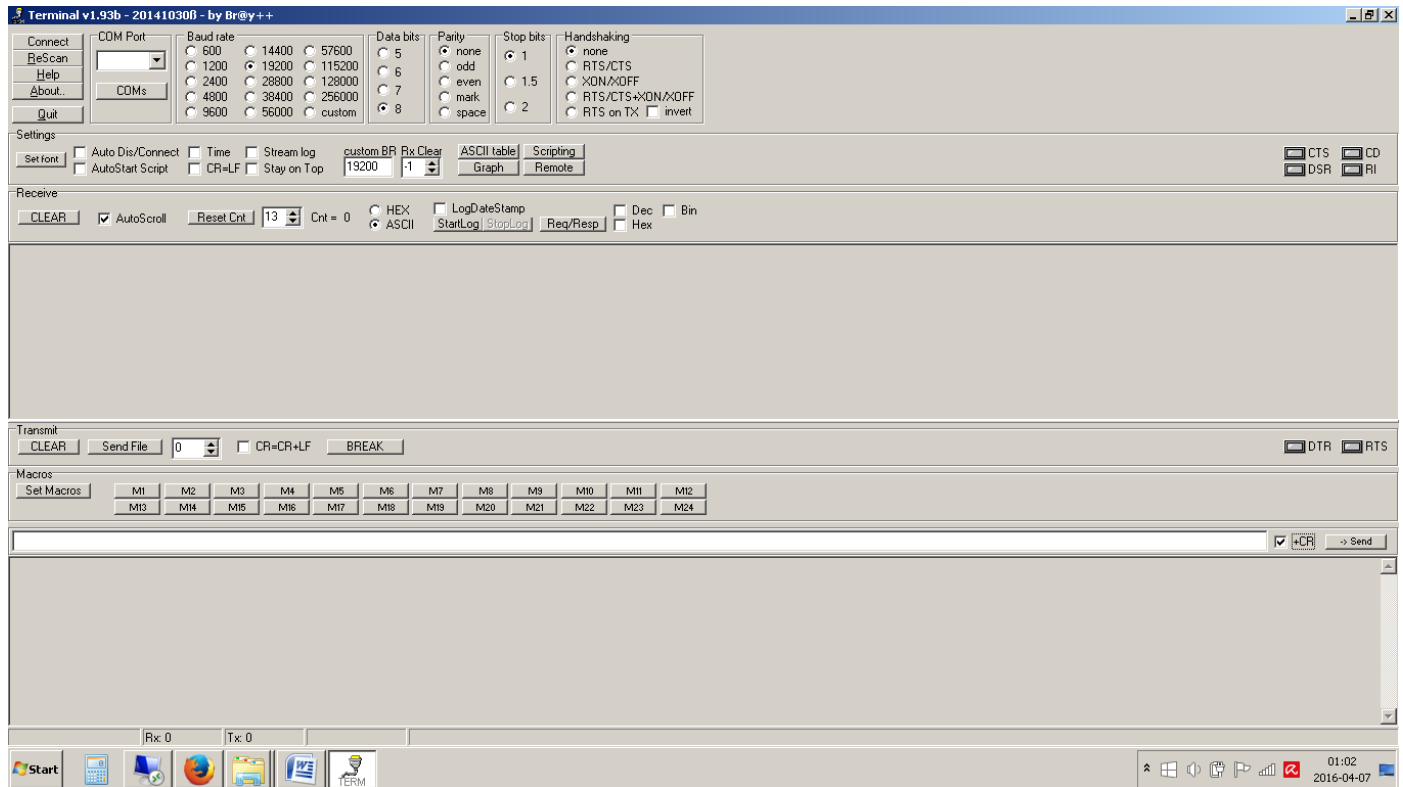 Terminal v1.93b - 20141030ß - by Br@y++
Connect
ReScan
Help
About..
Quit
COM Port
COMs
Baud rate
600 14400 57600
1200 19200 115200
2400 28800 128000
4800 38400 256000
9600 56000 custom
Data bits
5
6
7
8
Parity
none
odd
even
mark
space
Stop bits
1
1.5
2
Handshaking
none
RTS/CTS
XON/XOFF
RTS/CTS+XON/XOFF
RTS on TX invert
Settings
Set font
Auto Dis/Connect Time Stream log
AutoStart Script CR=LF Stay on Top
custom BR Rx Clear
19200 -1
ASCII table Scripting
Graph Remote
CTS CD
DSR RI
Receive
CLEAR AutoScroll Reset Cnt 13 Cnt = 0
HEX
ASCII
LogDateStamp
StartLog StopLog Req/Resp
Dec Bin
Hex
Transmit
CLEAR Send File 0 CR=CR+LF BREAK
DTR RTS
Macros
Set Macros
M1 M2 M3 M4 M5 M6 M7 M8 M9 M10 M11 M12
M13 M14 M15 M16 M17 M18 M19 M20 M21 M22 M23 M24
+CR -> Send
Rx: 0 Tx: 0
Start
TERM
01:02
2016-04-07